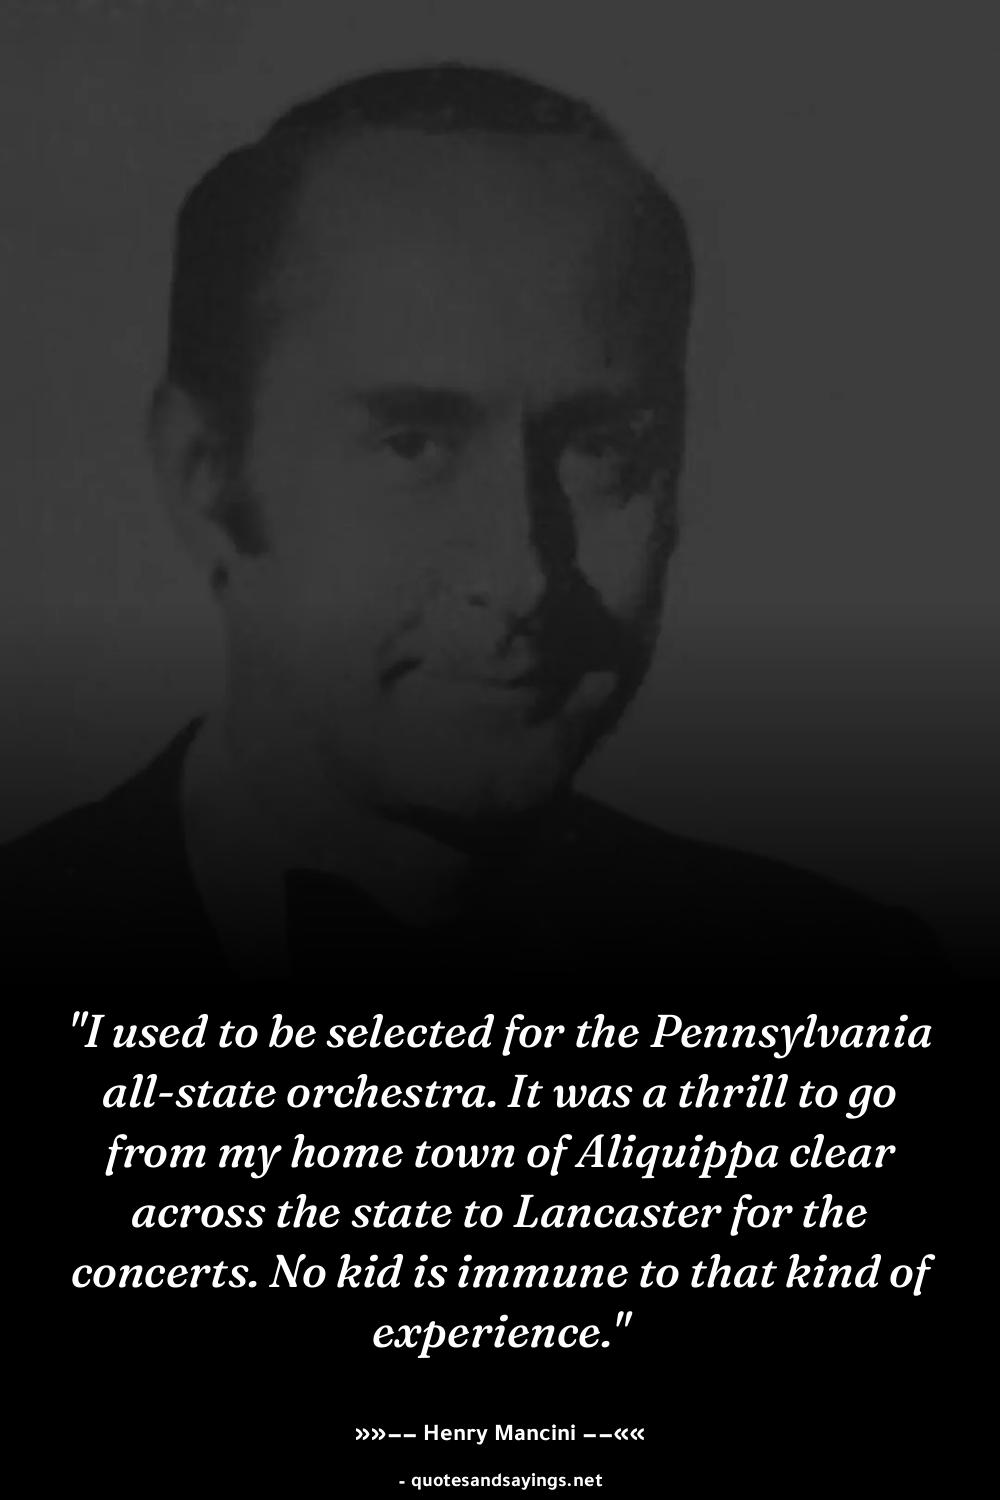 "I used to be selected for the Pennsylvania
all-state orchestra. It was a thrill to go
from my home town of Aliquippa clear
across the state to Lancaster for the
concerts. No kid is immune to that kind of
experience."
»»−− Henry Mancini −−««
- quotesandsayings.net